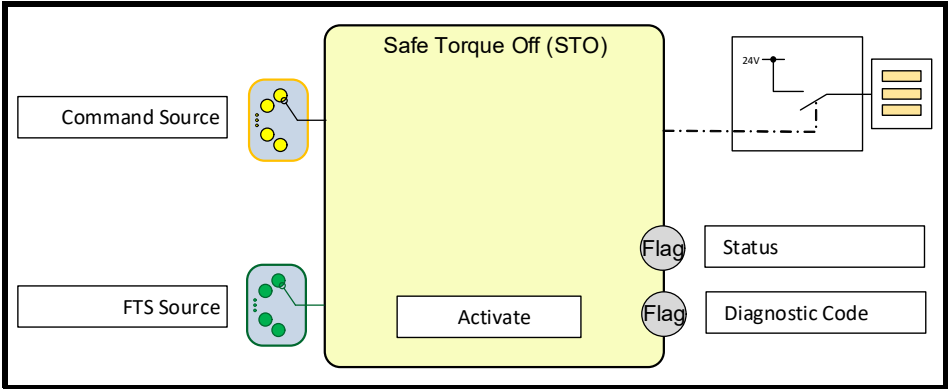 Safe Torque Off (STO)
24V
Command Source
Flag
Status
FTS Source
Activate
Flag
Diagnostic Code